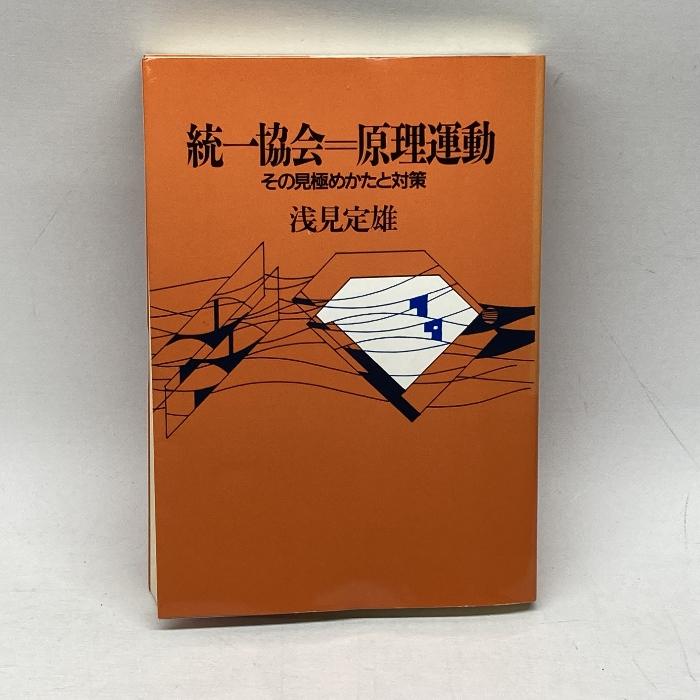 統一協会＝原理運動
その見極めかたと対策
浅見定雄